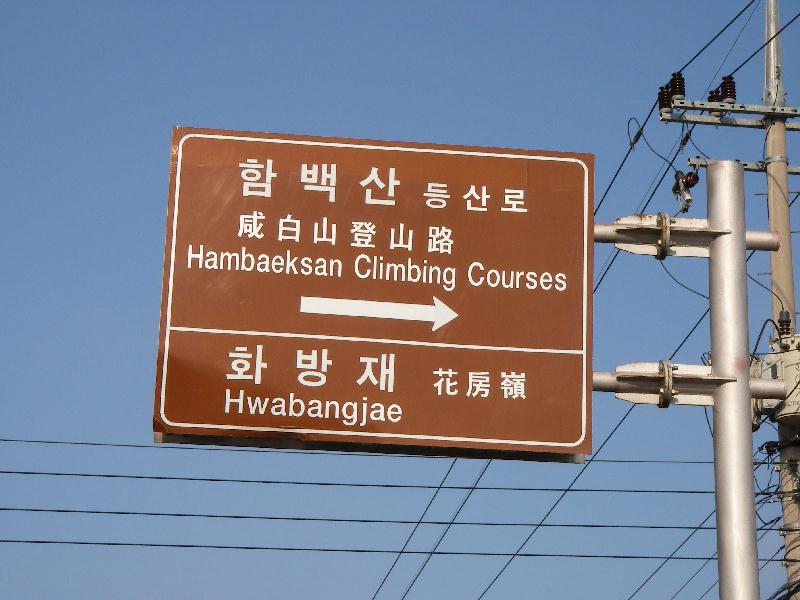 함백산 등산로
咸白山登山路
Hambaeksan Climbing Courses
화방재 花房嶺
Hwabangjae